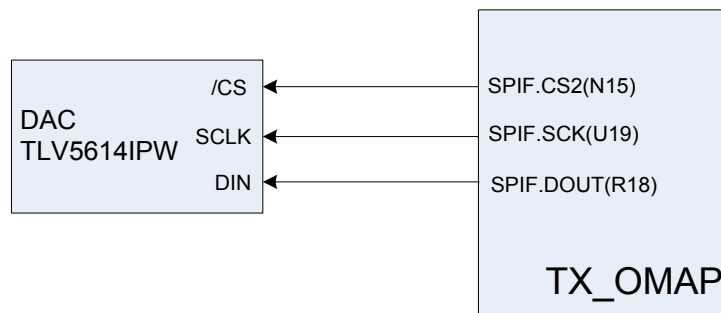 /CS
SPIF.CS2(N15)
DAC
TLV5614IPW
SCLK
SPIF.SCK(U19)
DIN
SPIF.DOUT(R18)
TX_OMAP